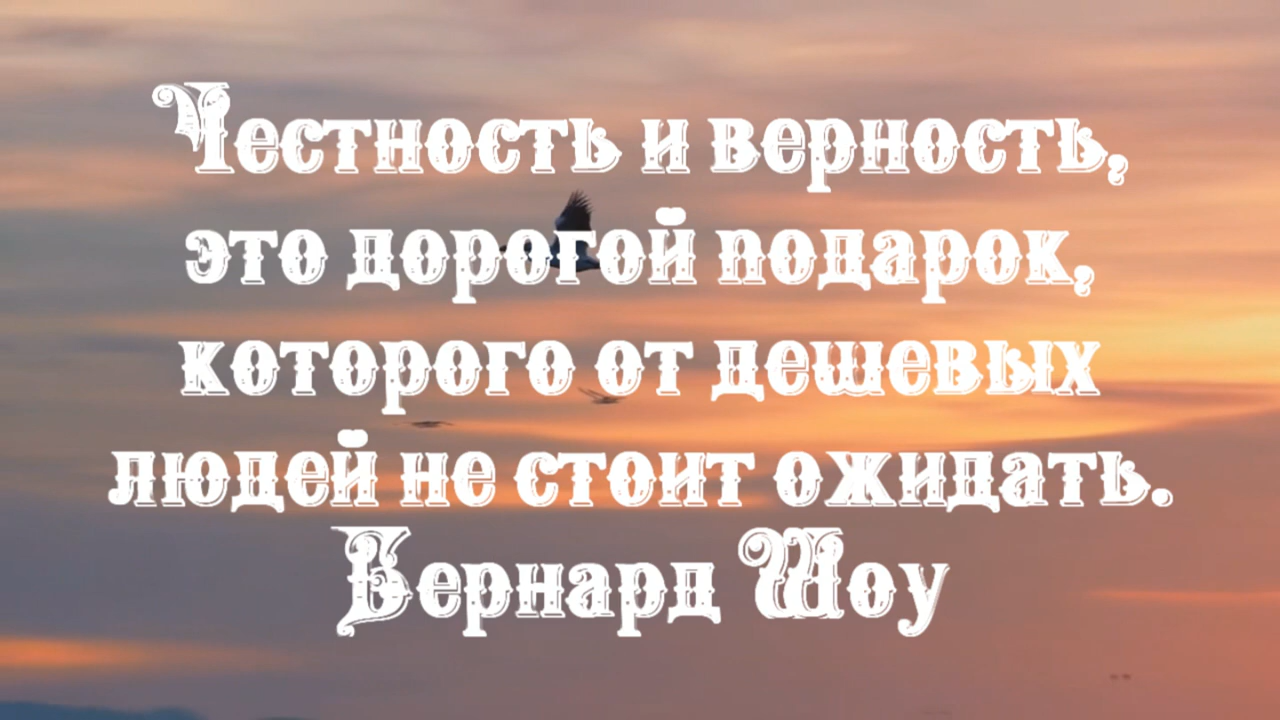 Честность и верность,
это дорогой подарок,
которого от дешевых
людей не стоит ожидать.
Бернард Шоу